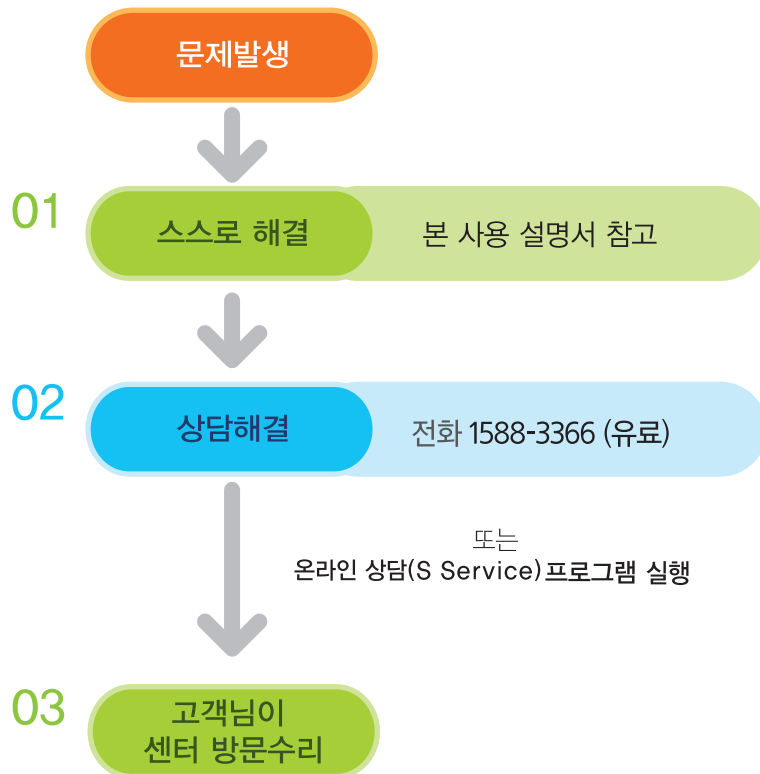 문제발생
01
스스로 해결
본 사용 설명서 참고
02
상담해결
전화 1588-3366 (유료)
또는
온라인 상담(S Service) 프로그램 실행
03
고객님이
센터 방문수리